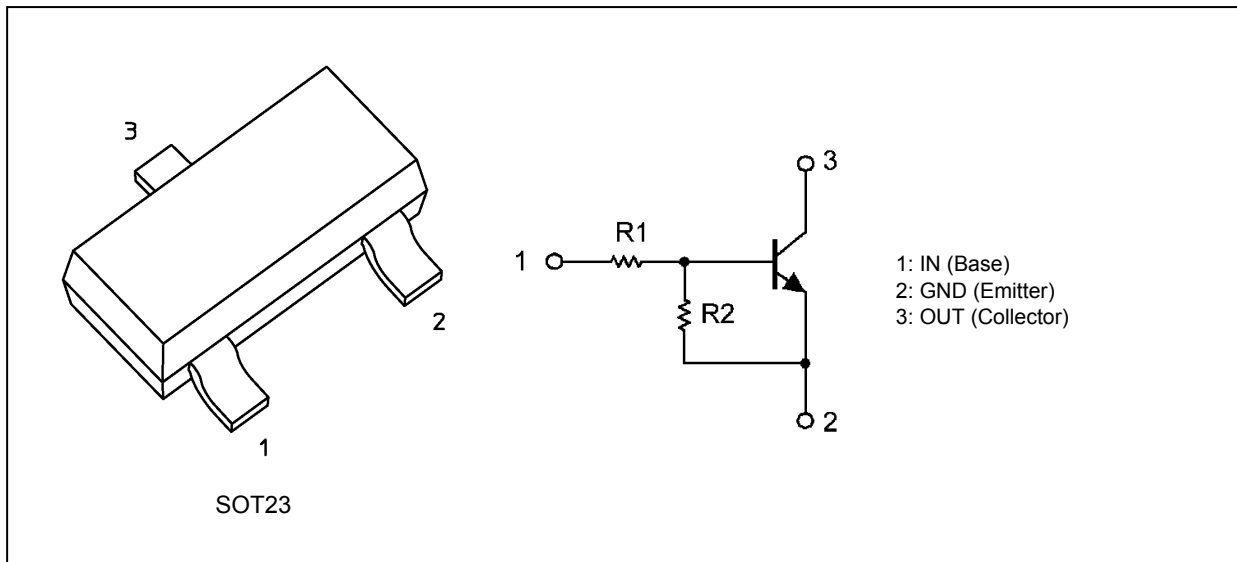 3
2
1
SOT23
3
R1
1
R2
2
1: IN (Base)
2: GND (Emitter)
3: OUT (Collector)